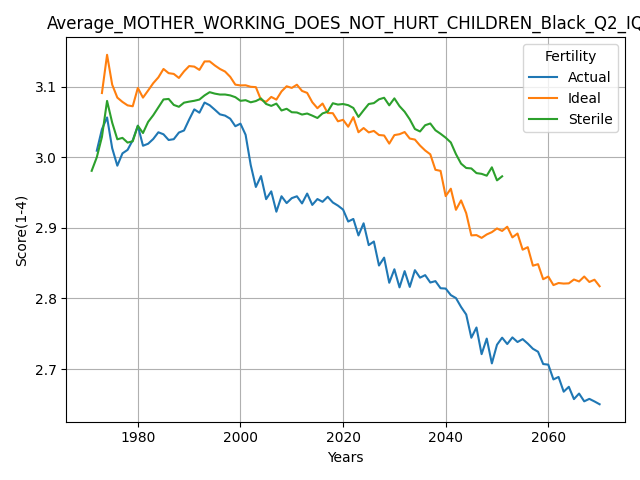 Average_MOTHER_WORKING_DOES_NOT_HURT_CHILDREN_Black_Q2_IQ
Fertility
Actual
Ideal
Sterile
Score(1-4)
3.1
3.0
2.9
2.8
2.7
1980 2000 2020 2040 2060
Years